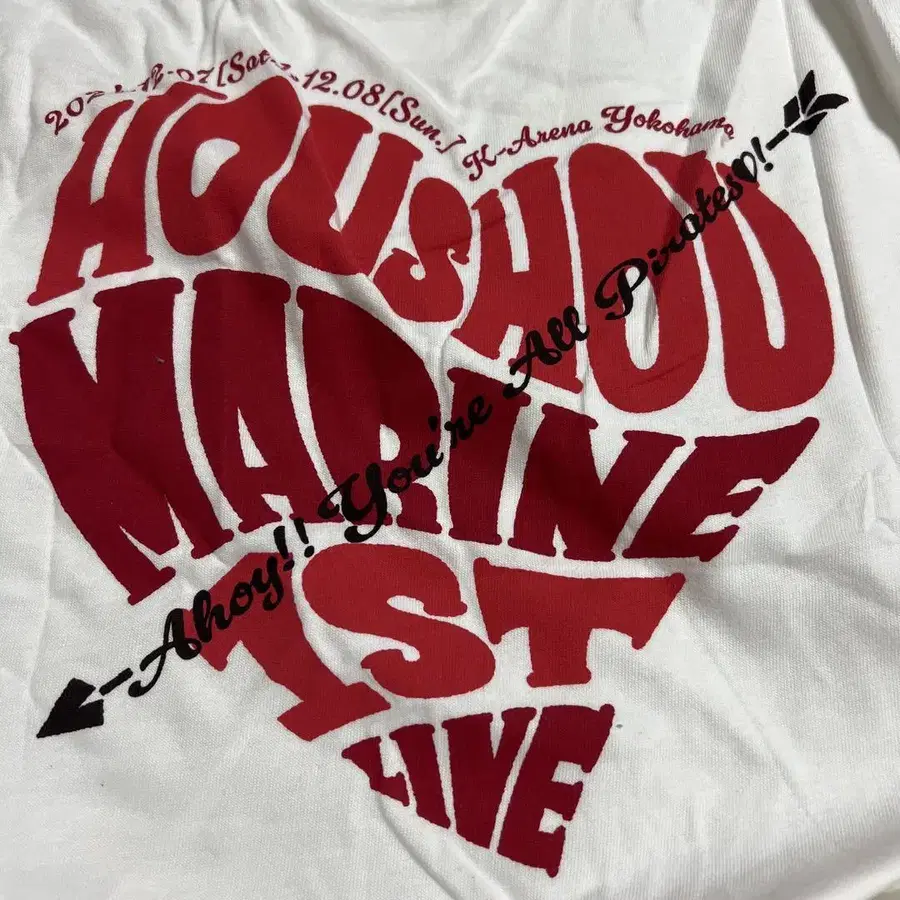 12.08[Sun.]
K-Arena Yokohama
HOUSHOU
MARINE
1ST
LIVE
Ahoy!! You're All Pirates♡!